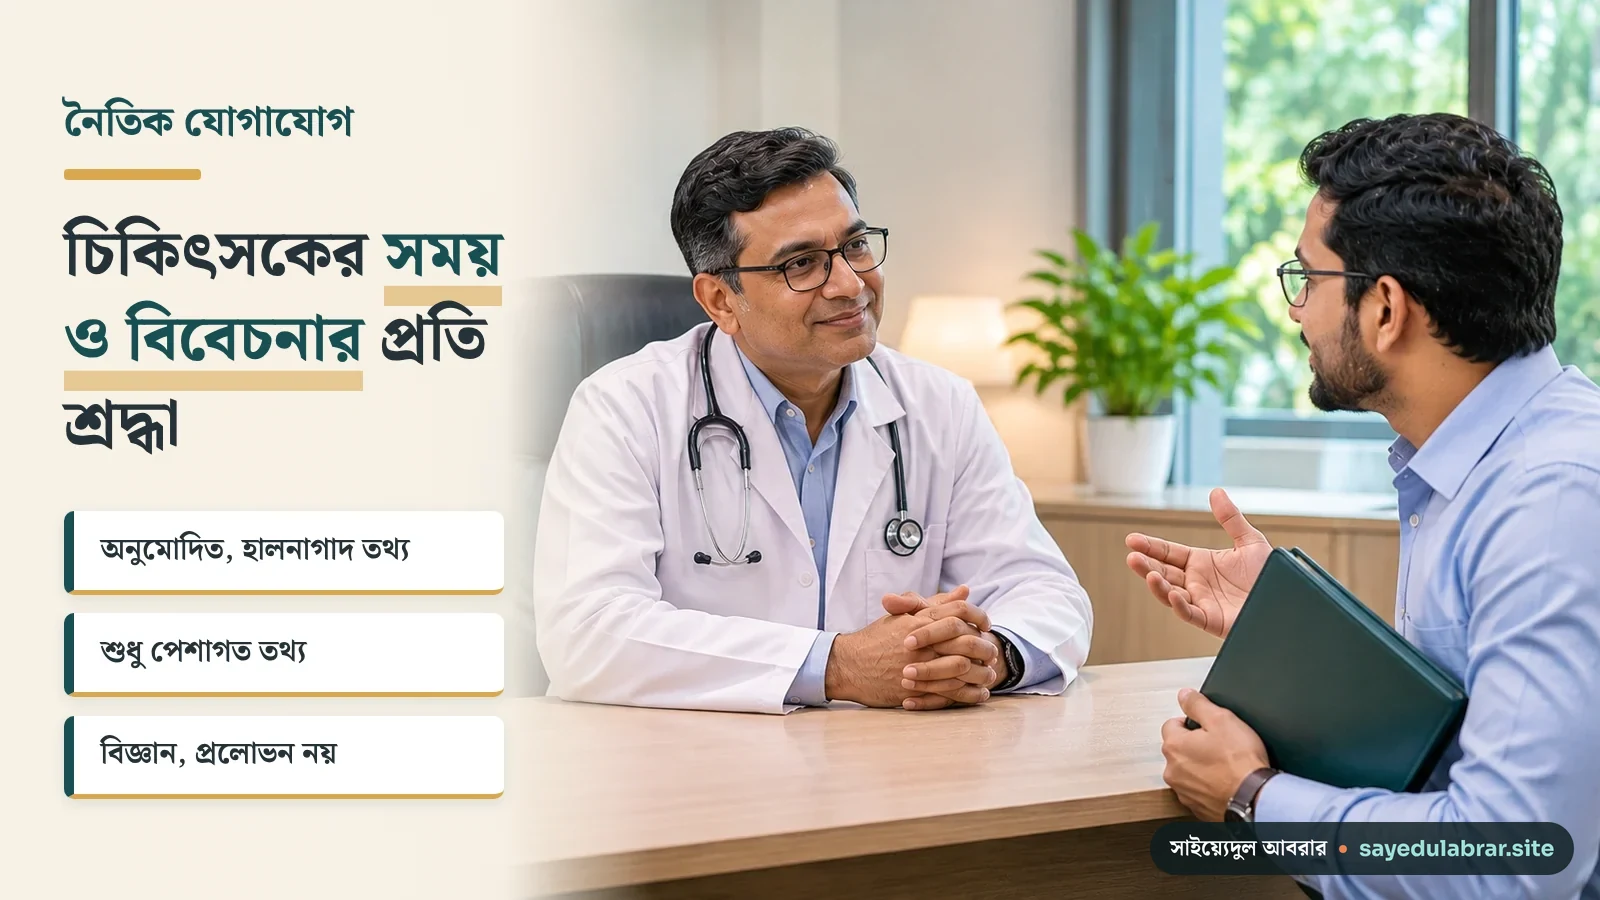 নৈতিক যোগাযোগ
চিকিৎসকের সময়
ও বিবেচনার প্রতি
শ্রদ্ধা
অনুমোদিত, হালনাগাদ তথ্য
শুধু পেশাগত তথ্য
বিজ্ঞান, প্রলোভন নয়
সাইয়্যেদুল আবরার • sayedulabrar.site